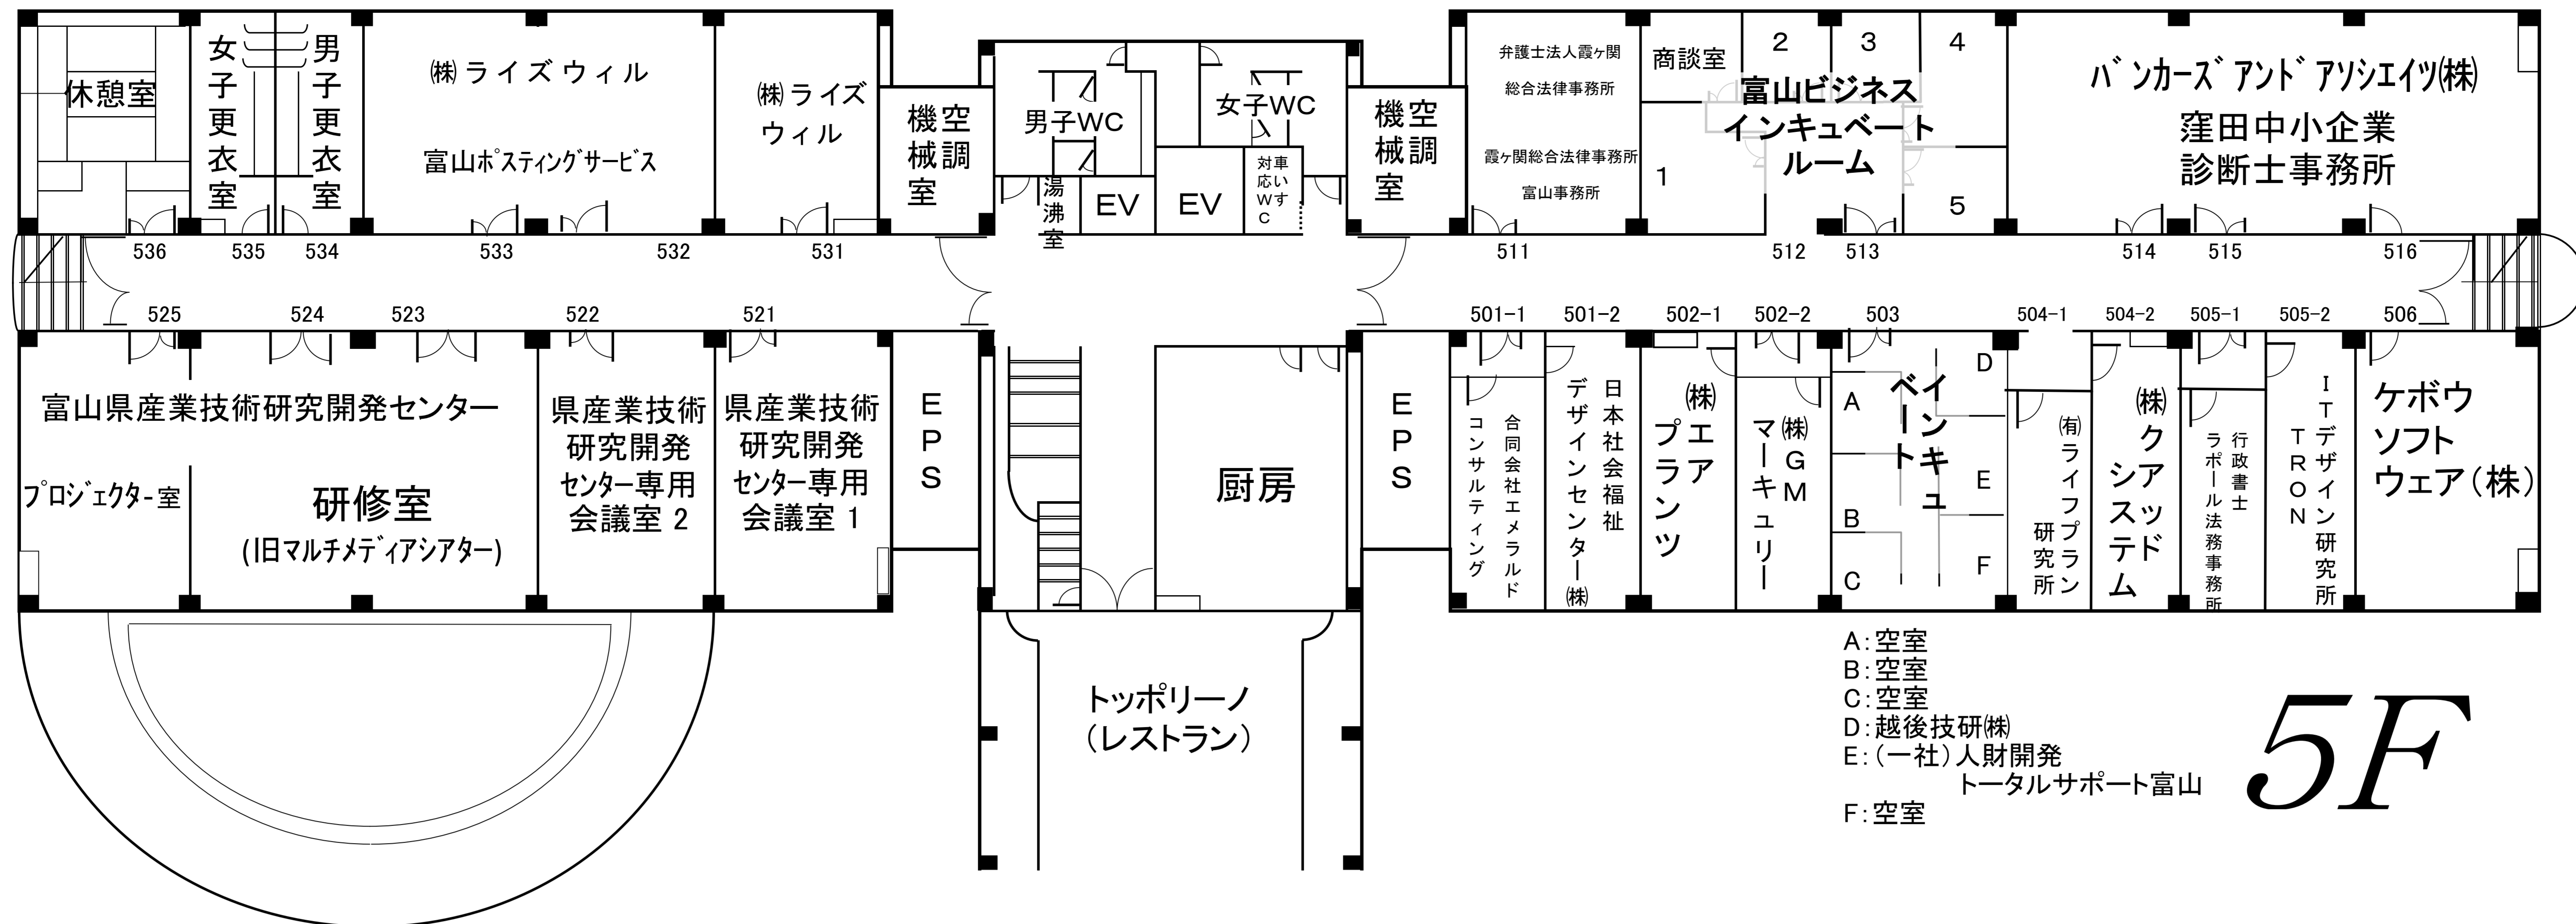 休憩室
女子更衣室
男子更衣室
㈱ライズウィル
富山ポスティングサービス
㈱ライズ
ウィル
空調
機械室
男子WC
女子WC
湯沸室
EV
EV
車いす
対応WC
空調
機械室
弁護士法人霞ヶ関
総合法律事務所
霞ヶ関総合法律事務所
富山事務所
商談室
1
2
3
4
5
富山ビジネス
インキュベート
ルーム
バンカーズアンドアソシエイツ㈱
窪田中小企業
診断士事務所
536
535
534
533
532
531
511
512
513
514
515
516
525
524
523
522
521
501-1
501-2
502-1
502-2
503
504-1
504-2
505-1
505-2
506
富山県産業技術研究開発センター
プロジェクター室
研修室
(旧マルチメディアシアター)
県産業技術
研究開発
センター専用
会議室 2
県産業技術
研究開発
センター専用
会議室 1
EPS
厨房
EPS
合同会社エメラルド
コンサルティング
日本社会福祉
デザインセンター㈱
㈱エア
プランツ
㈱GM
マーキュリー
インキュ
ベート
A
B
C
D
E
F
㈲ライフプラン
研究所
㈱クアッド
システム
行政書士
ラポール法務事務所
ITデザイン研究所
TRON
ケボウ
ソフト
ウェア(株)
トッポリーノ
(レストラン)
A:空室
B:空室
C:空室
D:越後技研㈱
E:(一社)人財開発
トータルサポート富山
F:空室
5F